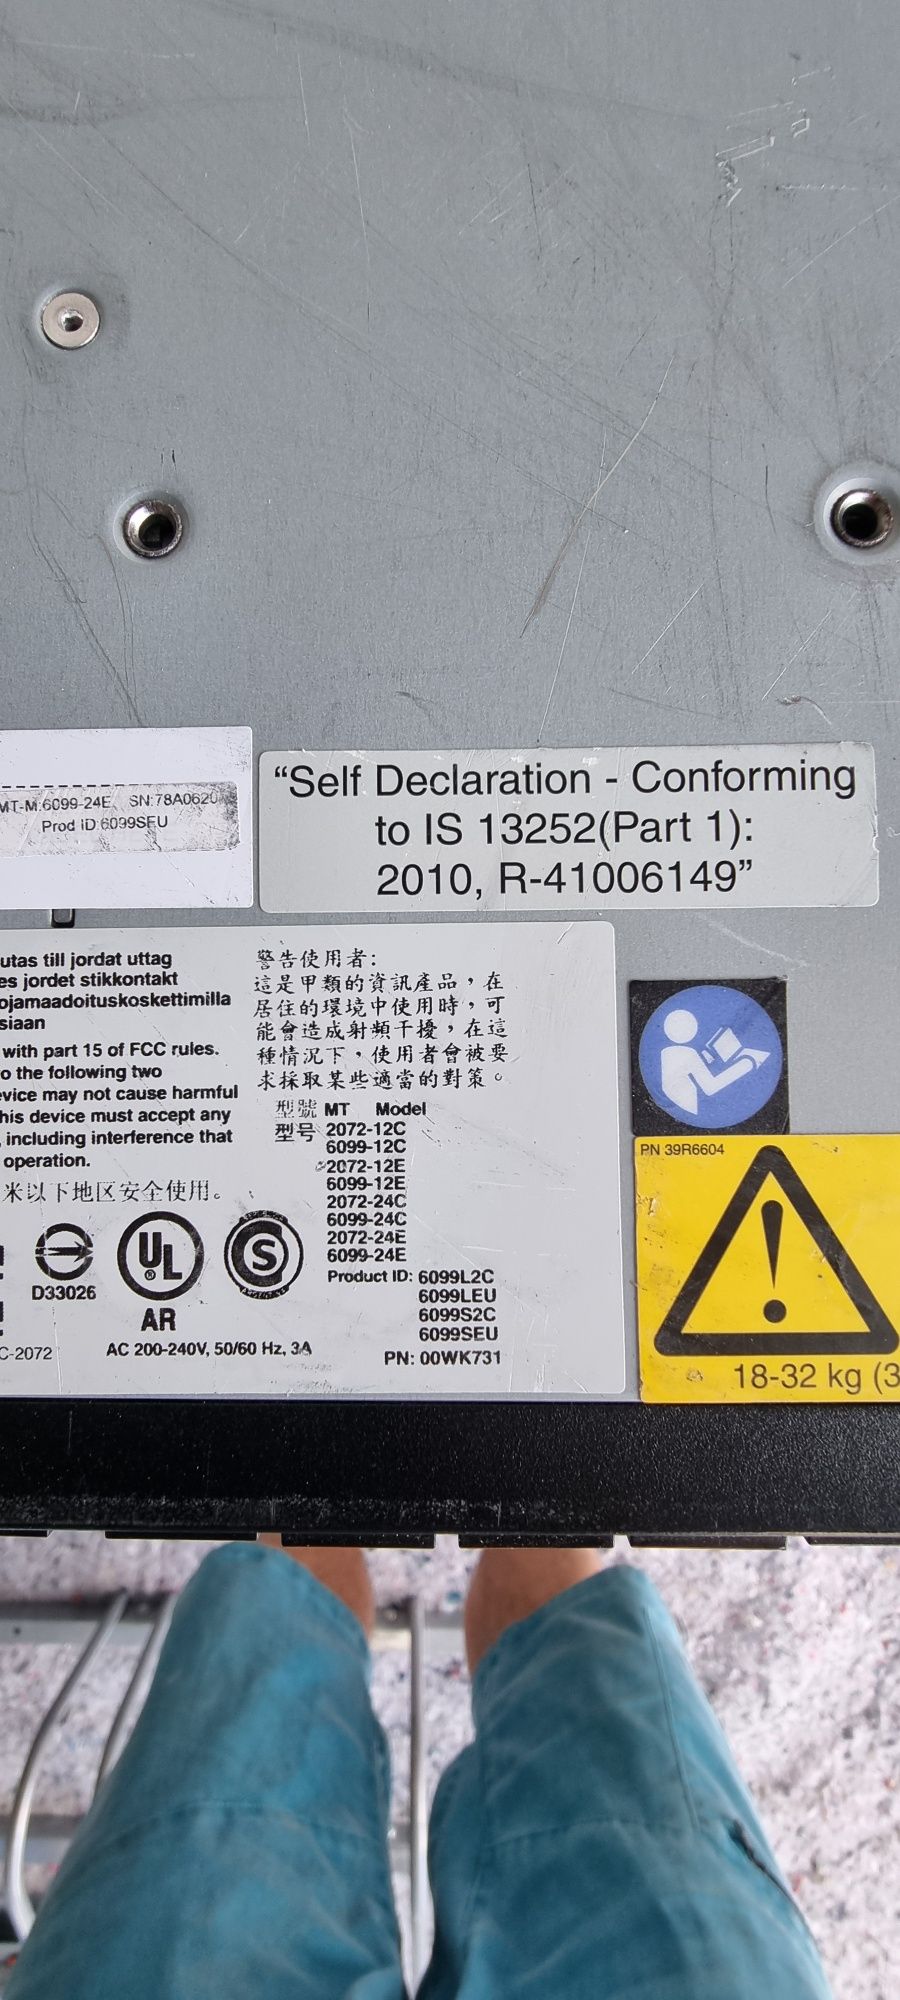 MT-M:6099-24E SN:78A0620
Prod ID:6099SEU
“Self Declaration - Conforming
to IS 13252(Part 1):
2010, R-41006149”
utas till jordat uttag
es jordet stikkontakt
ojamaadoituskoskettimilla
siaan
with part 15 of FCC rules.
o the following two
evice may not cause harmful
his device must accept any
, including interference that
operation.
米以下地区安全使用。
D33026
UL
®
AR
S
C-2072
AC 200-240V, 50/60 Hz, 3A
警告使用者:
這是甲類的資訊產品，在
居住的環境中使用時，可
能會造成射頻干擾，在這
種情況下，使用者會被要
求採取某些適當的對策。
型號 MT Model
型号 2072-12C
6099-12C
2072-12E
6099-12E
2072-24C
6099-24C
2072-24E
6099-24E
Product ID: 6099L2C
6099LEU
6099S2C
6099SEU
PN: 00WK731
PN 39R6604
!
18-32 kg (3